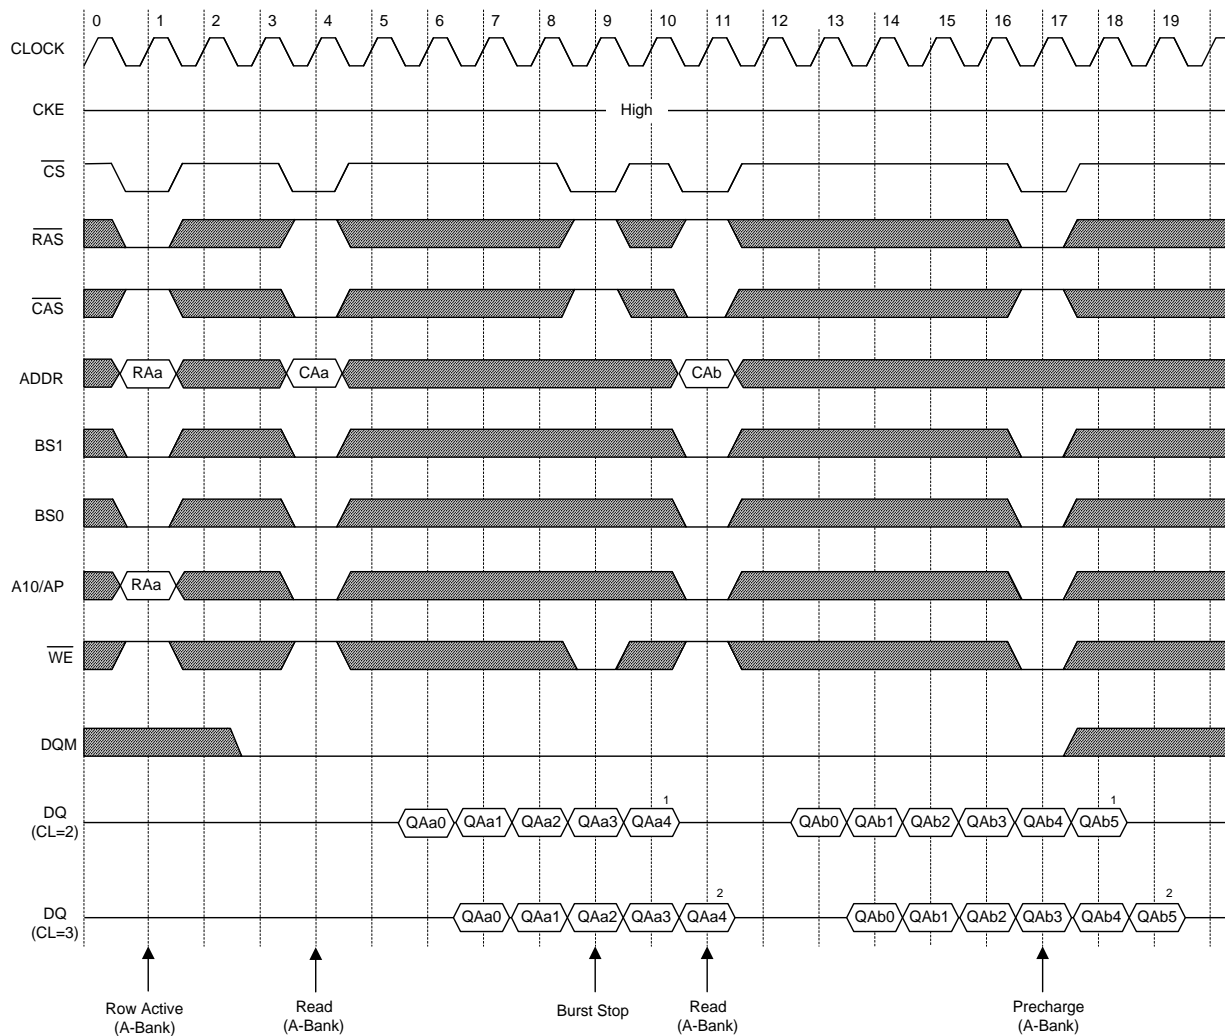 0 1 2 3 4 5 6 7 8 9 10 11 12 13 14 15 16 17 18 19
CLOCK
CKE High
CS
RAS
CAS
ADDR RAa CAa CAb
BS1
BS0
A10/AP RAa
WE
DQM
1 1
DQ QAa0 QAa1 QAa2 QAa3 QAa4 QAb0 QAb1 QAb2 QAb3 QAb4 QAb5
(CL=2)
2 2
DQ QAa0 QAa1 QAa2 QAa3 QAa4 QAb0 QAb1 QAb2 QAb3 QAb4 QAb5
(CL=3)
Row Active Read Burst Stop Read Precharge
(A-Bank) (A-Bank) (A-Bank) (A-Bank)